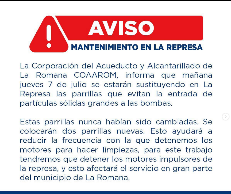 AVISO
MANTENIMIENTO EN LA REPRESA
La Corporación del Acueducto y Alcantarillado de
La Romana COAAROM, informa que mañana
jueves 7 de julio se estarán sustituyendo en La
Represa las parrillas que evitan la entrada de
partículas sólidas grandes a las bombas.
Estas parrillas nunca habían sido cambiadas. Se
colocarán dos parrillas nuevas. Esto ayudará a
reducir la frecuencia con la que detenemos los
motores para hacer limpiezas, para este trabajo
tendremos que detener los motores impulsores de
la represa, y esto afectará el servicio en gran parte
del municipio de La Romana.